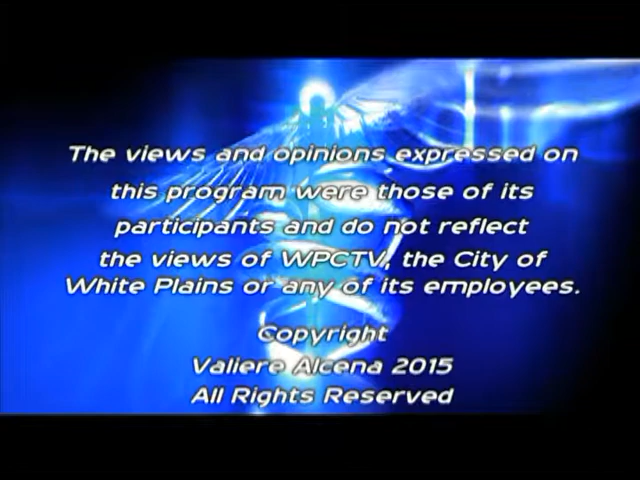 The views and opinions expressed on
this program were those of its
participants and do not reflect
the views of WPCTV, the City of
White Plains or any of its employees.
Copyright
Valiere Alcena 2015
All Rights Reserved